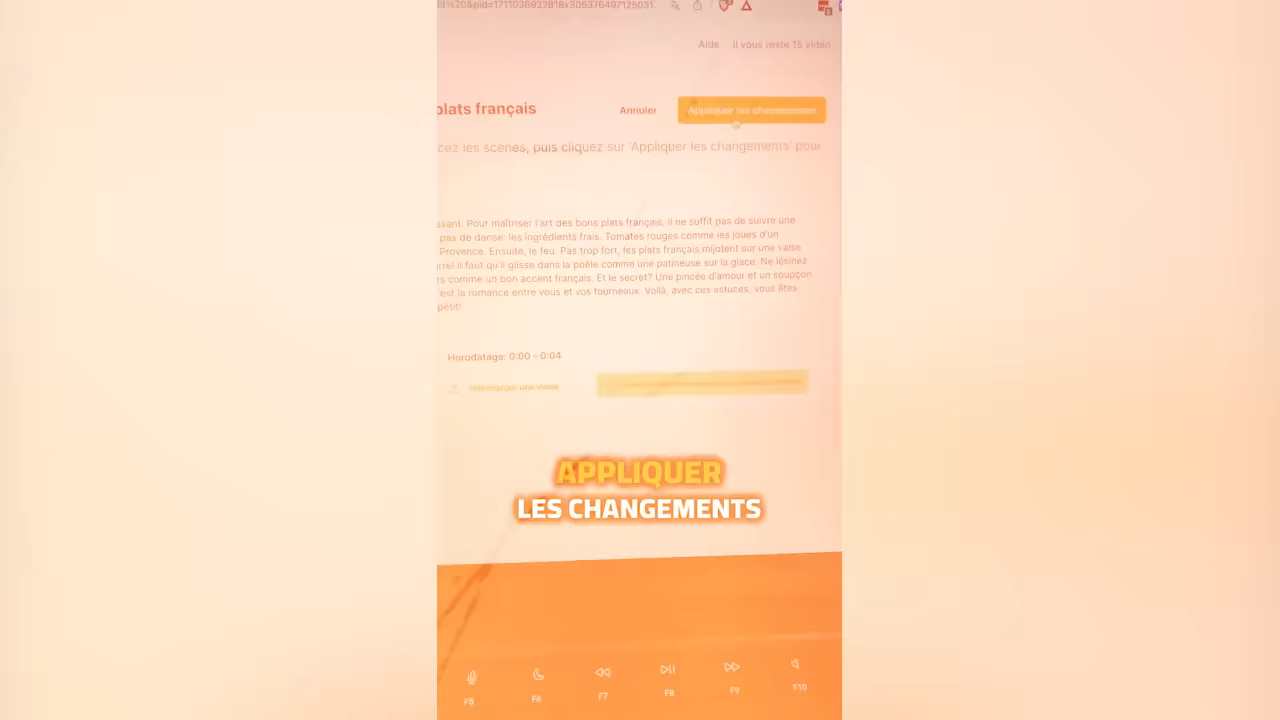 Aide il vous reste 15 video
plats français
Annuler Appliquer les changements
cez les scenes, puis cliquez sur 'Appliquer les changements' pour
ssant. Pour maîtriser l'art des bons plats français, il ne suffit pas de suivre une
pas de danse: les ingrédients frais. Tomates rouges comme les joues d'un
Provence. Ensuite, le feu. Pas trop fort, les plats français mijotent sur une valse
il faut qu'il glisse dans la poêle comme une patineuse sur la glace. Ne lésinez
rs comme un bon accent français. Et le secret? Une pincée d'amour et un soupçon
'est la romance entre vous et vos fourneaux. Voilà, avec ces astuces, vous êtes
pétit!
Horodatage: 0:00 - 0:04
APPLIQUER
LES CHANGEMENTS
F5 F6 F7 F8 F9 F10